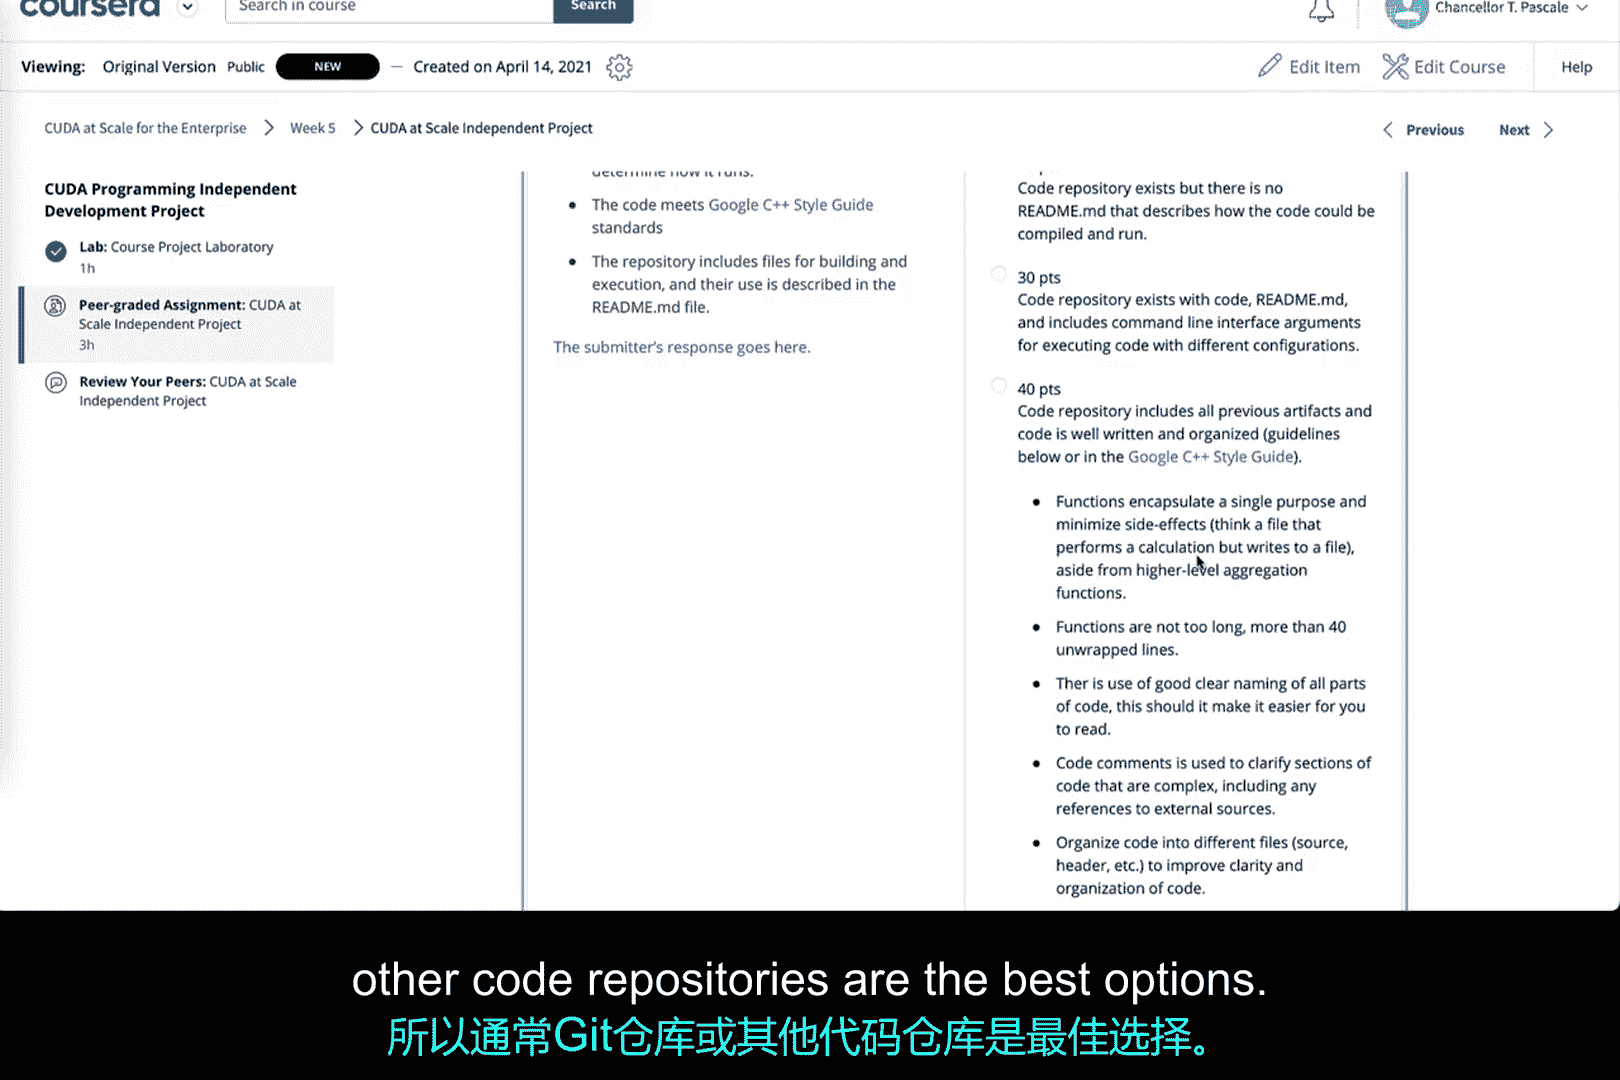 coursera
Search in course
Search
Chancellor T. Pascale
Viewing: Original Version Public NEW — Created on April 14, 2021
Edit Item
Edit Course
Help
CUDA at Scale for the Enterprise > Week 5 > CUDA at Scale Independent Project
Previous
Next
CUDA Programming Independent
Development Project
Lab: Course Project Laboratory
1h
Peer-graded Assignment: CUDA at
Scale Independent Project
3h
Review Your Peers: CUDA at Scale
Independent Project
determine how it runs.
• The code meets Google C++ Style Guide
standards
• The repository includes files for building and
execution, and their use is described in the
README.md file.
The submitter's response goes here.
Code repository exists but there is no
README.md that describes how the code could be
compiled and run.
30 pts
Code repository exists with code, README.md,
and includes command line interface arguments
for executing code with different configurations.
40 pts
Code repository includes all previous artifacts and
code is well written and organized (guidelines
below or in the Google C++ Style Guide).
• Functions encapsulate a single purpose and
minimize side-effects (think a file that
performs a calculation but writes to a file),
aside from higher-level aggregation
functions.
• Functions are not too long, more than 40
unwrapped lines.
• Ther is use of good clear naming of all parts
of code, this should it make it easier for you
to read.
• Code comments is used to clarify sections of
code that are complex, including any
references to external sources.
• Organize code into different files (source,
header, etc.) to improve clarity and
organization of code.
other code repositories are the best options.
所以通常Git仓库或其他代码仓库是最佳选择。